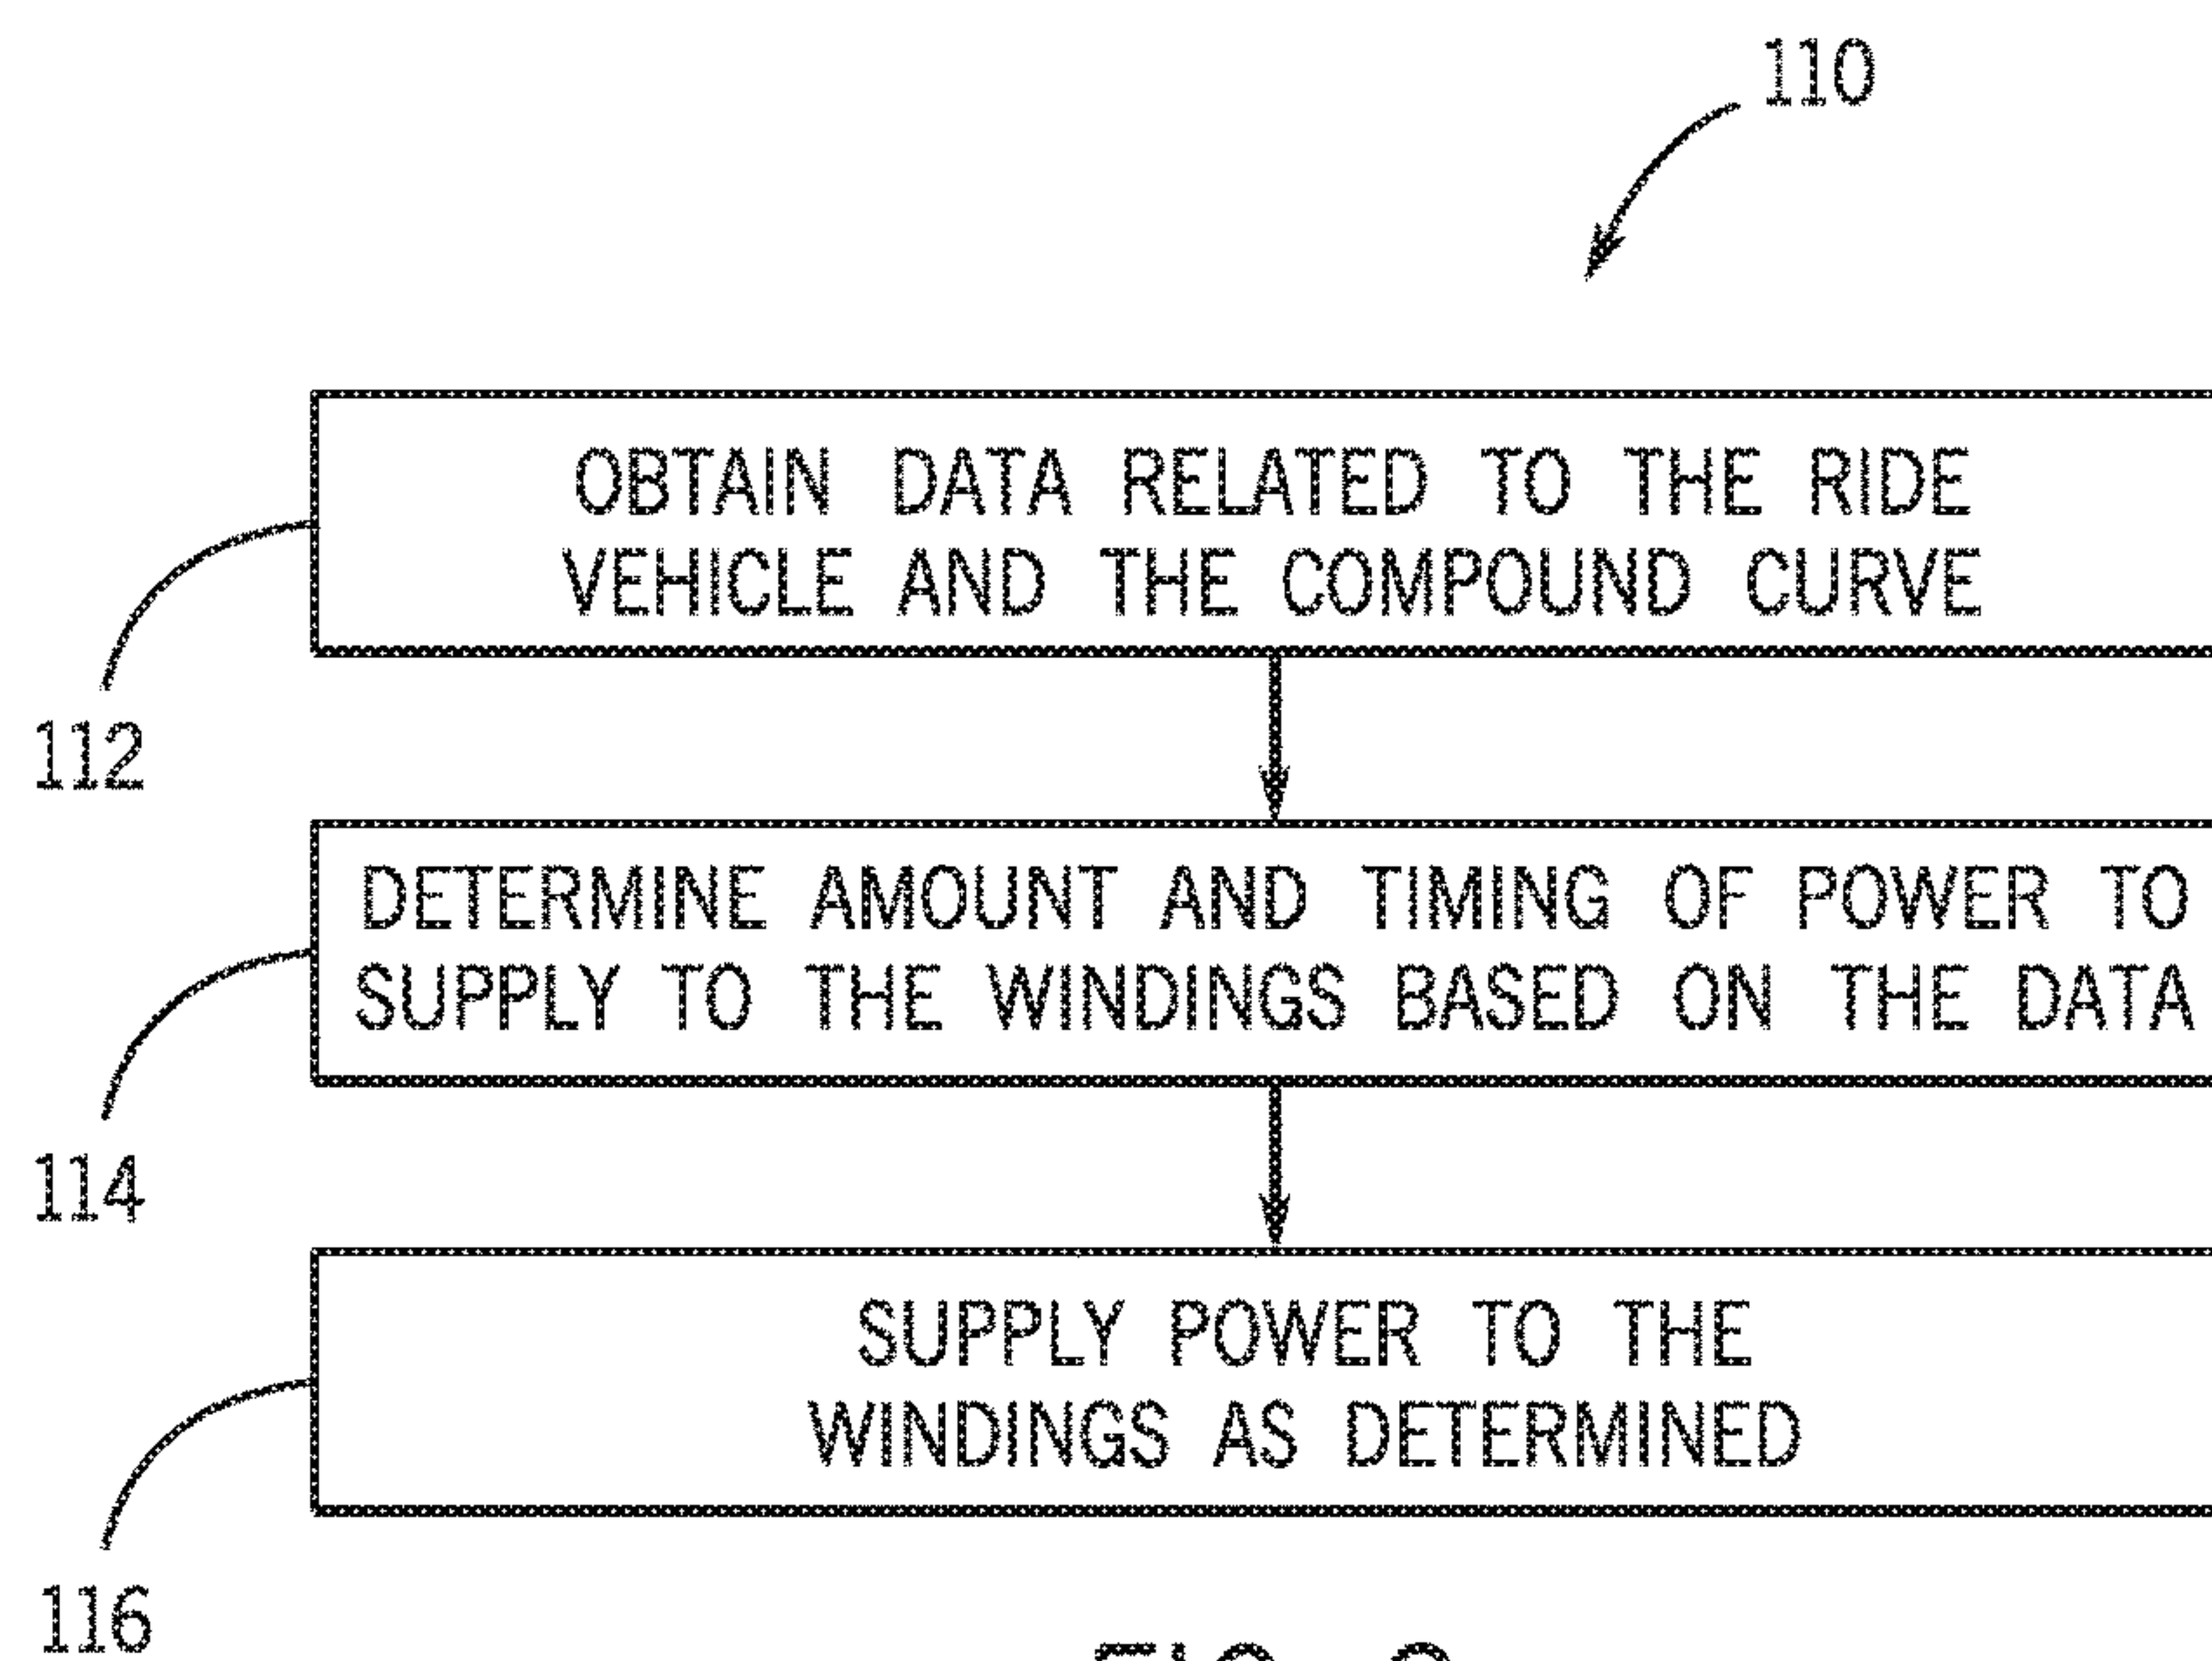 110
OBTAIN DATA RELATED TO THE RIDE
VEHICLE AND THE COMPOUND CURVE
112
DETERMINE AMOUNT AND TIMING OF POWER TO
SUPPLY TO THE WINDINGS BASED ON THE DATA
114
SUPPLY POWER TO THE
WINDINGS AS DETERMINED
116